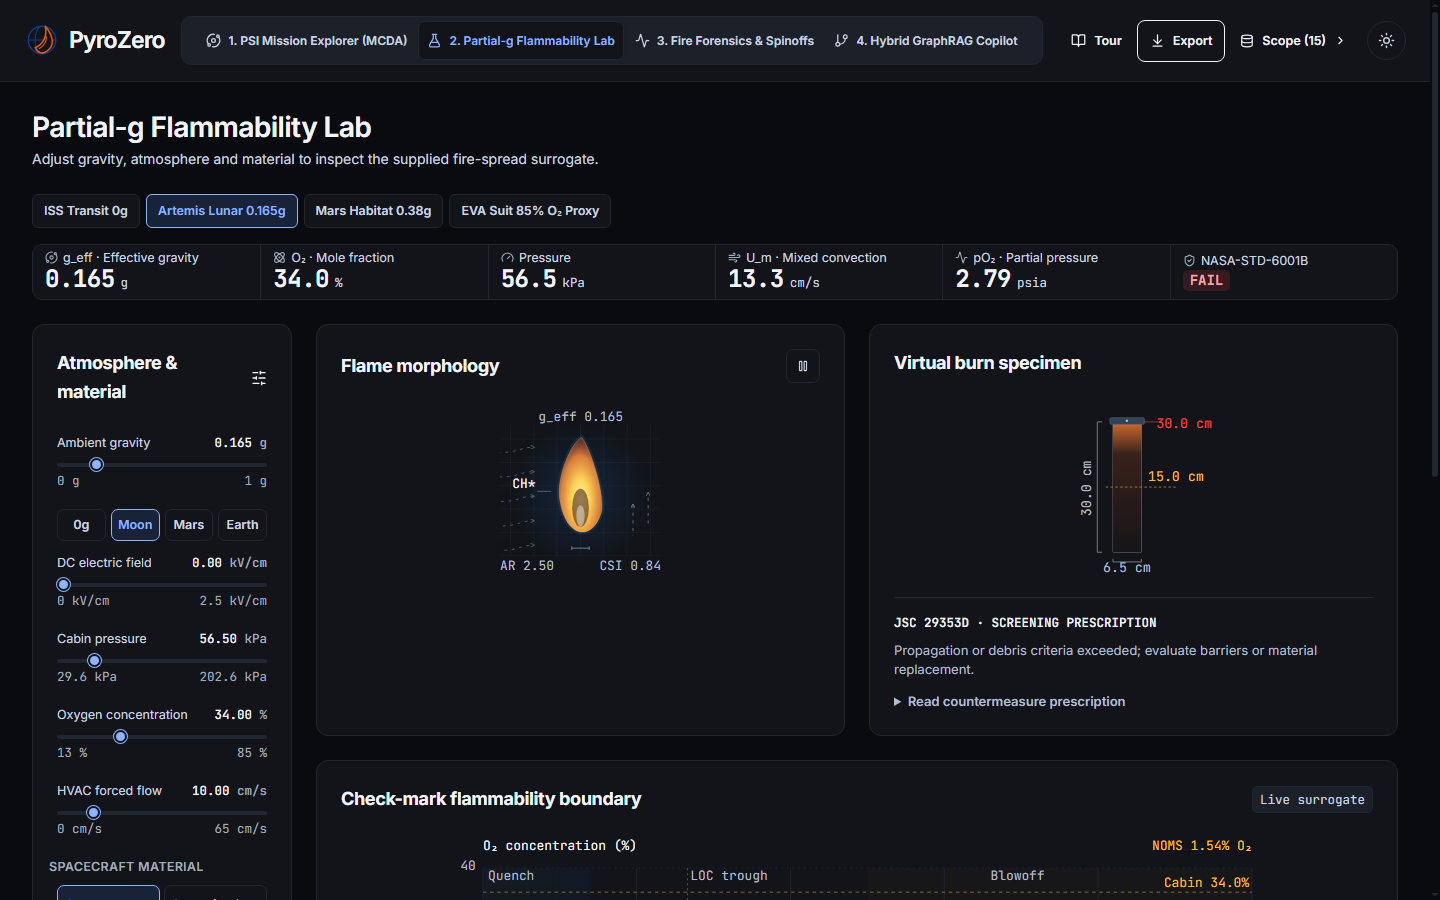 PyroZero
1. PSI Mission Explorer (MCDA)
2. Partial-g Flammability Lab
3. Fire Forensics & Spinoffs
4. Hybrid GraphRAG Copilot
Tour
Export
Scope (15)
Partial-g Flammability Lab
Adjust gravity, atmosphere and material to inspect the supplied fire-spread surrogate.
ISS Transit 0g
Artemis Lunar 0.165g
Mars Habitat 0.38g
EVA Suit 85% O₂ Proxy
g_eff · Effective gravity
0.165 g
O₂ · Mole fraction
34.0 %
Pressure
56.5 kPa
U_m · Mixed convection
13.3 cm/s
pO₂ · Partial pressure
2.79 psia
NASA-STD-6001B
FAIL
Atmosphere &
material
Ambient gravity 0.165 g
0 g 1 g
0g Moon Mars Earth
DC electric field 0.00 kV/cm
0 kV/cm 2.5 kV/cm
Cabin pressure 56.50 kPa
29.6 kPa 202.6 kPa
Oxygen concentration 34.00 %
13 % 85 %
HVAC forced flow 10.00 cm/s
0 cm/s 65 cm/s
SPACECRAFT MATERIAL
Flame morphology
g_eff 0.165
CH*
AR 2.50 CSI 0.84
Virtual burn specimen
30.0 cm
15.0 cm
30.0 cm
6.5 cm
JSC 29353D · SCREENING PRESCRIPTION
Propagation or debris criteria exceeded; evaluate barriers or material
replacement.
Read countermeasure prescription
Check-mark flammability boundary
Live surrogate
O₂ concentration (%)
NOMS 1.54% O₂
40
Quench
LOC trough
Blowoff
Cabin 34.0%